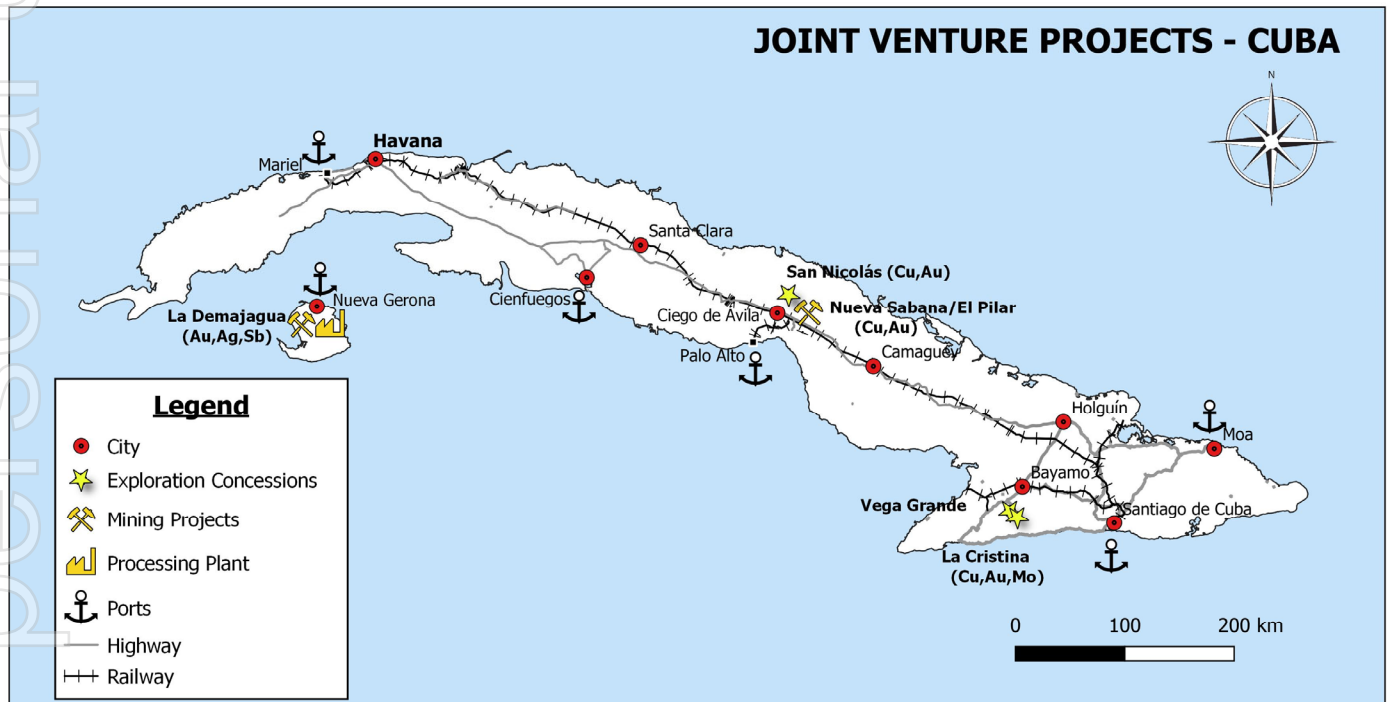 JOINT VENTURE PROJECTS - CUBA
N
Havana
Mariel
Santa Clara
San Nicolás (Cu,Au)
Nueva Gerona
Cienfuegos
La Demajagua
(Au,Ag,Sb)
Ciego de Ávila
Nueva Sabana/El Pilar
(Cu,Au)
Palo Alto
Camaguey
Holguín
Moa
Bayamo
Vega Grande
Santiago de Cuba
La Cristina
(Cu,Au,Mo)
Legend
City
Exploration Concessions
Mining Projects
Processing Plant
Ports
Highway
Railway
0 100 200 km
personal